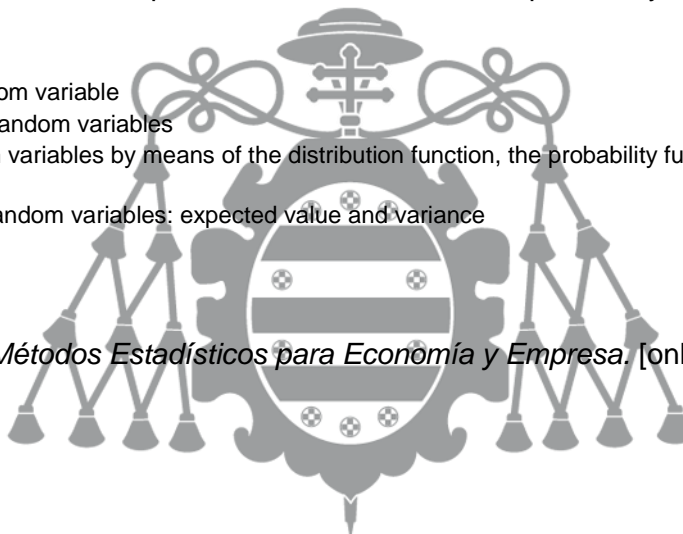 om variable
andom variables
variables by means of the distribution function, the probability fu
andom variables: expected value and variance
Métodos Estadísticos para Economía y Empresa. [onl